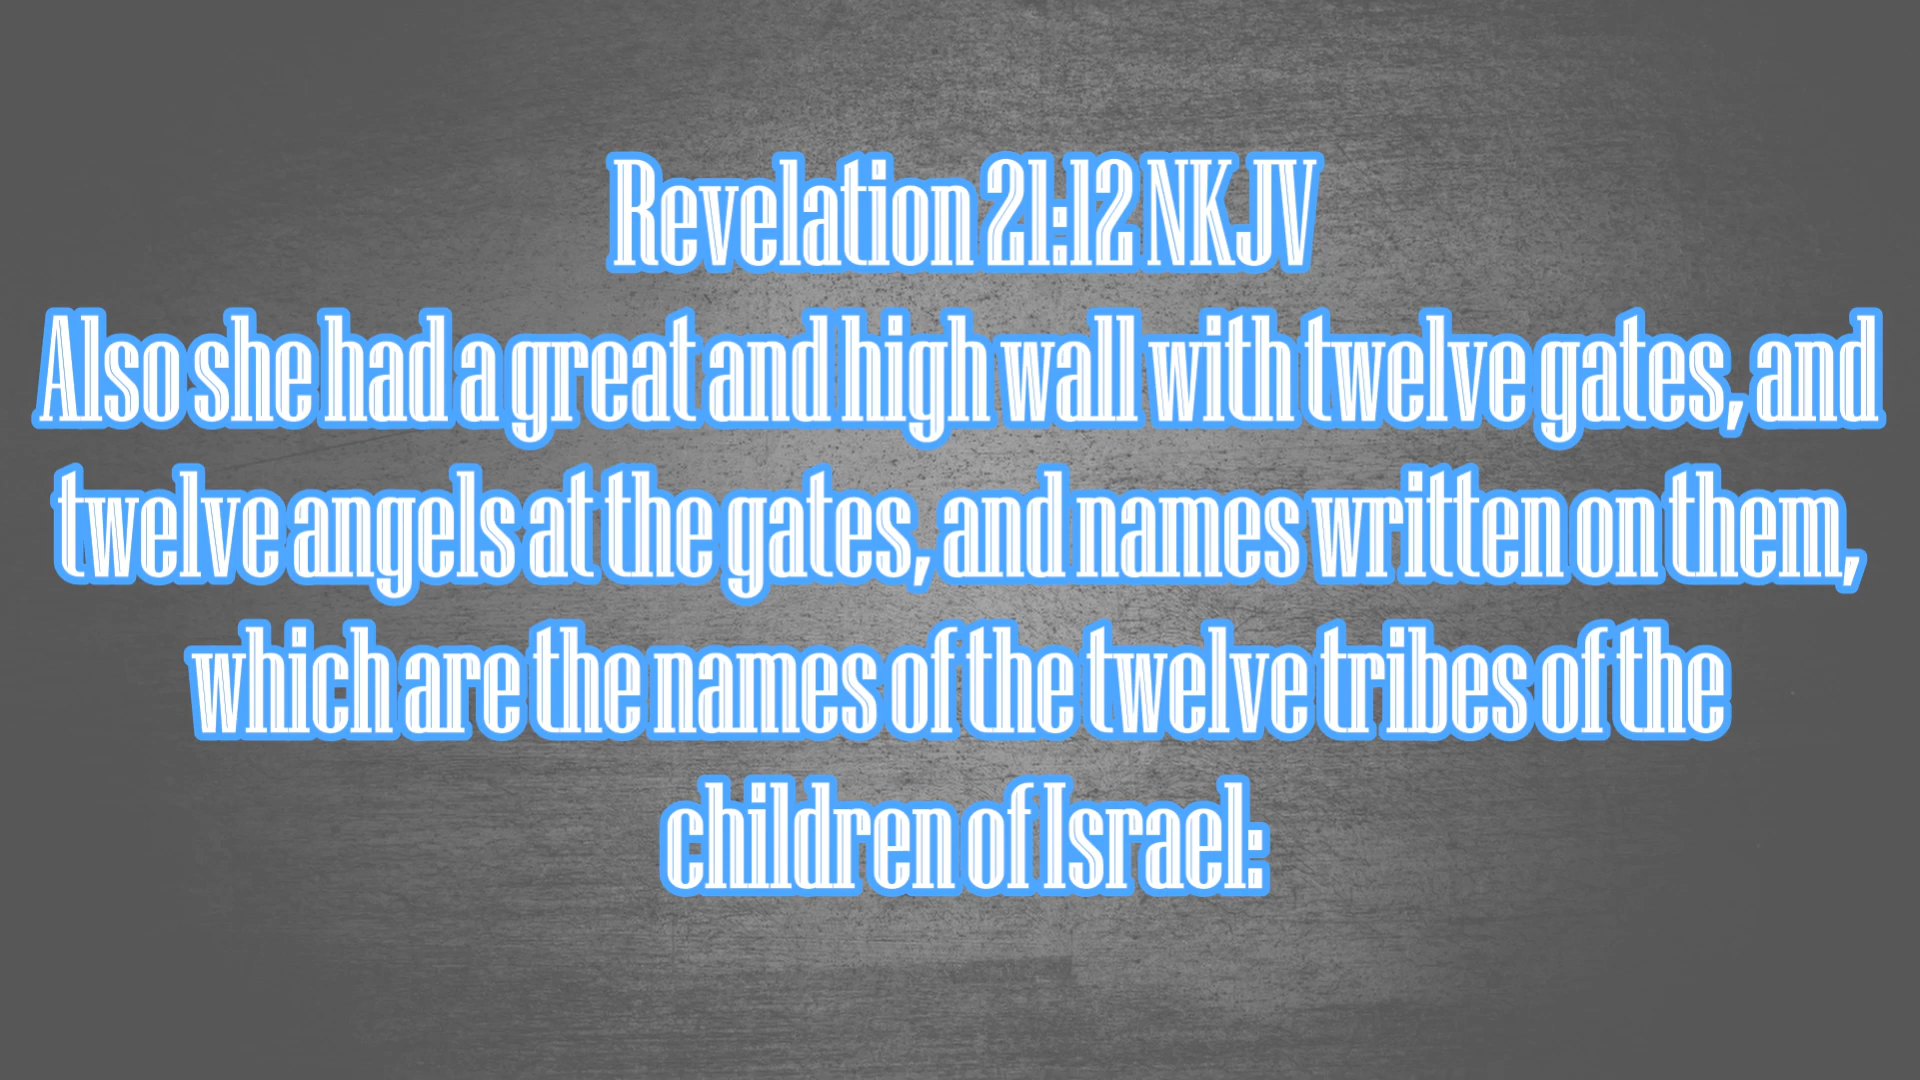 Revelation 21:12 NKJV
Also she had a great and high wall with twelve gates, and
twelve angels at the gates, and names written on them,
which are the names of the twelve tribes of the
children of Israel: